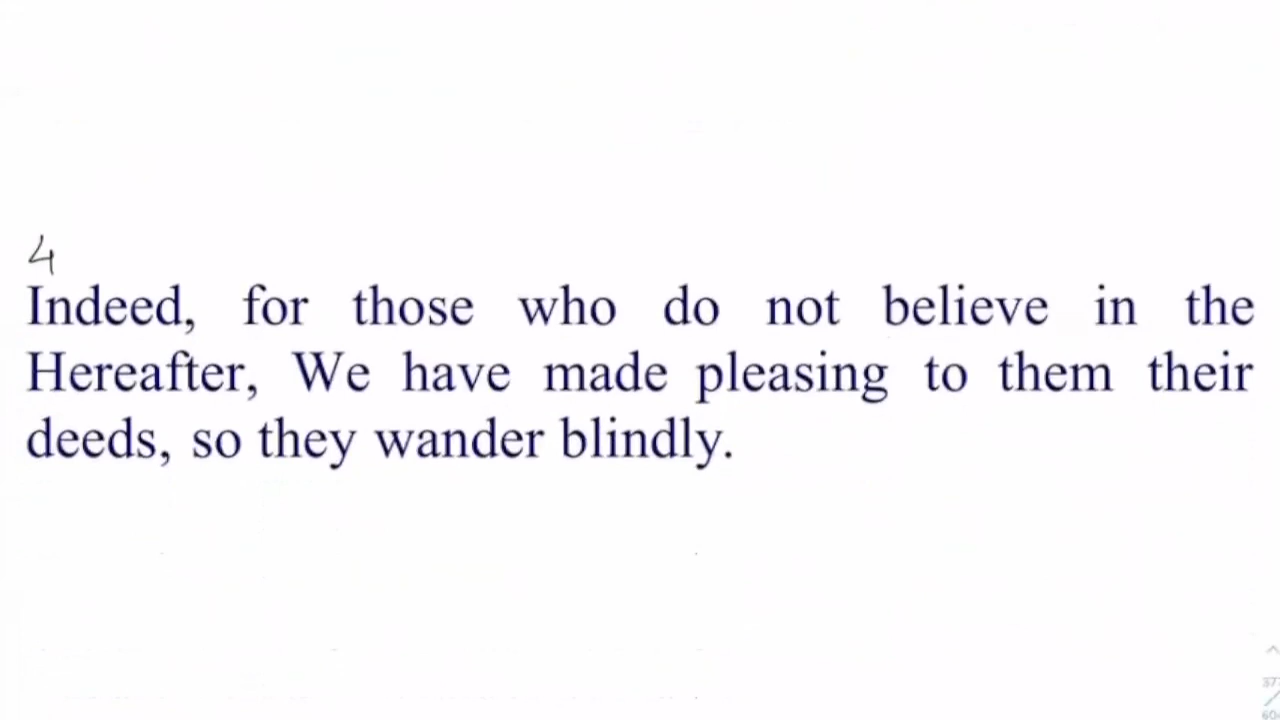 4
Indeed, for those who do not believe in the
Hereafter, We have made pleasing to them their
deeds, so they wander blindly.